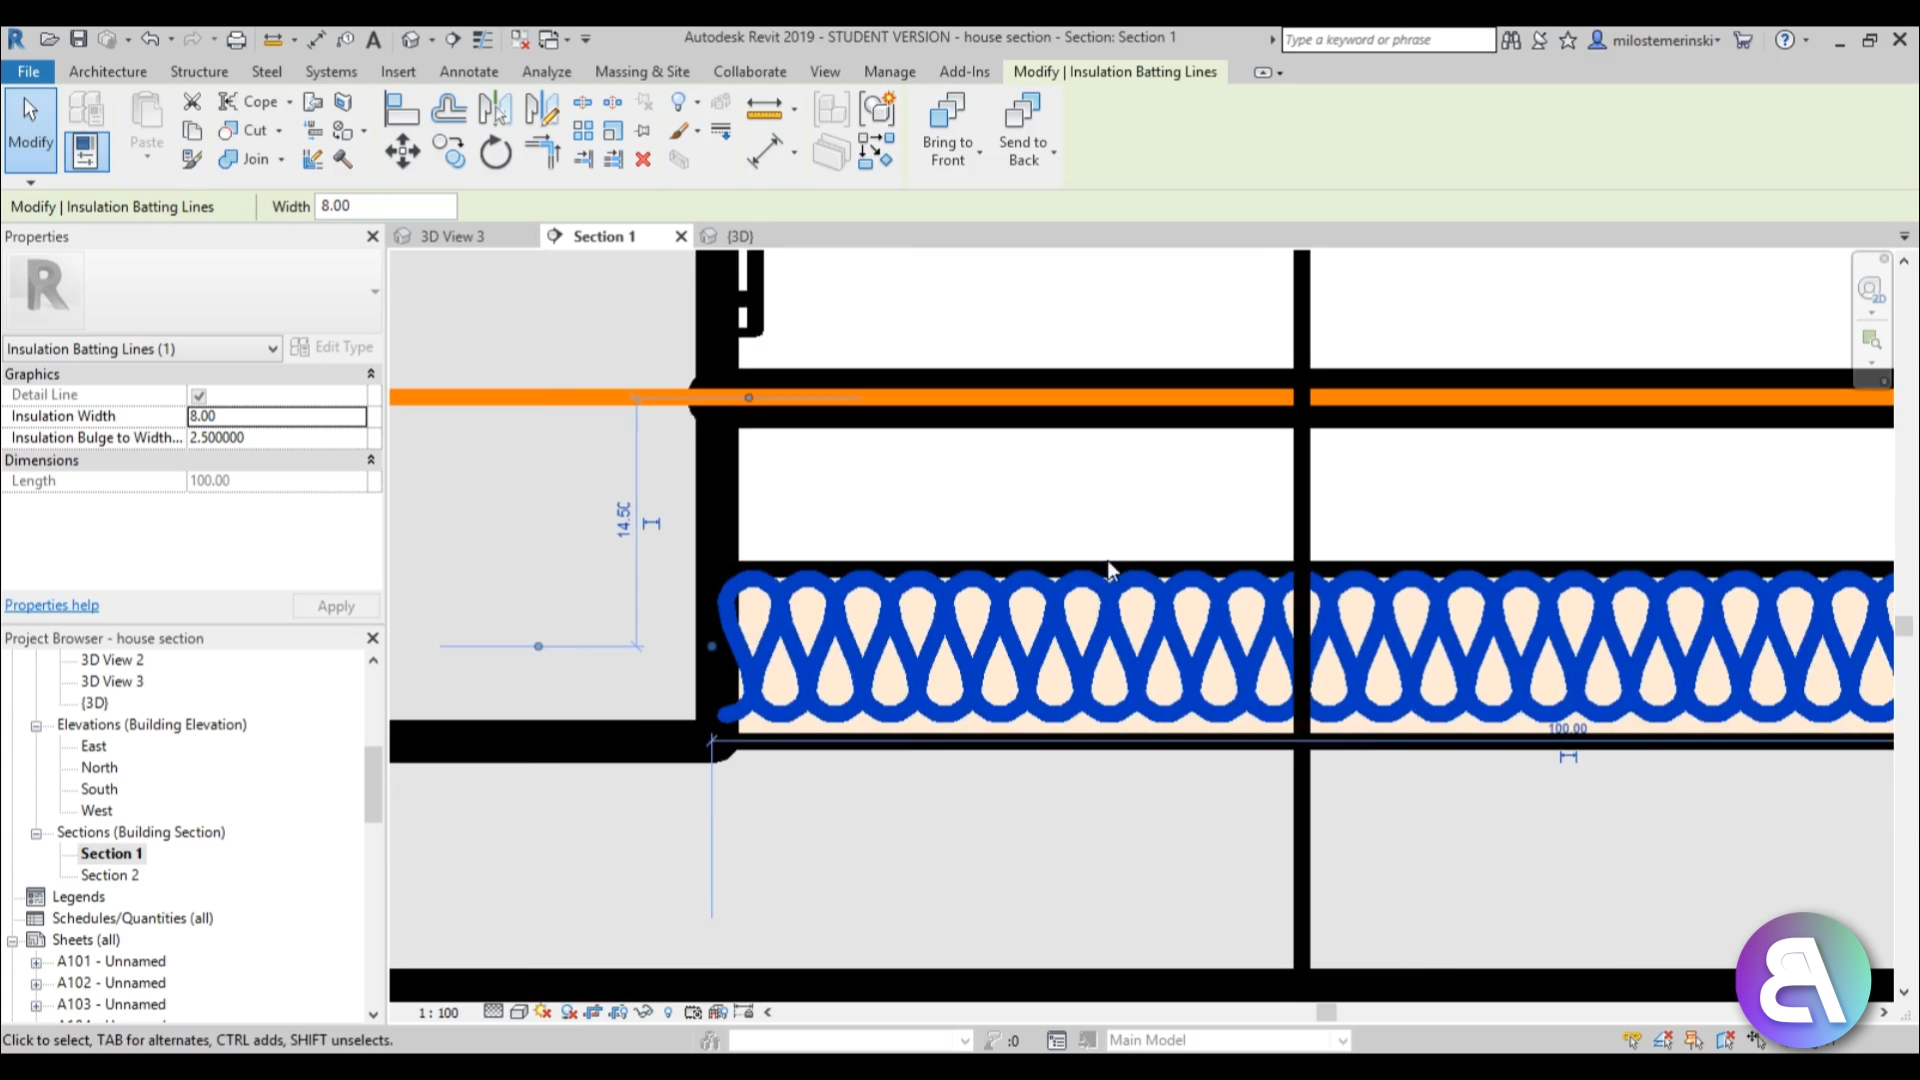 Autodesk Revit 2019 - STUDENT VERSION - house section - Section: Section 1
Type a keyword or phrase
milostemerinski
File Architecture Structure Steel Systems Insert Annotate Analyze Massing & Site Collaborate View Manage Add-Ins Modify | Insulation Batting Lines
Modify
Paste
Cope
Cut
Join
Bring to Front
Send to Back
Modify | Insulation Batting Lines Width 8.00
Properties
3D View 3
Section 1
{3D}
R
Insulation Batting Lines (1)
Edit Type
Graphics
Detail Line
Insulation Width 8.00
Insulation Bulge to Width... 2.500000
Dimensions
Length 100.00
Properties help
Apply
Project Browser - house section
3D View 2
3D View 3
{3D}
Elevations (Building Elevation)
East
North
South
West
Sections (Building Section)
Section 1
Section 2
Legends
Schedules/Quantities (all)
Sheets (all)
A101 - Unnamed
A102 - Unnamed
A103 - Unnamed
14.50
100.00
2D
1 : 100
Click to select, TAB for alternates, CTRL adds, SHIFT unselects.
:0
Main Model